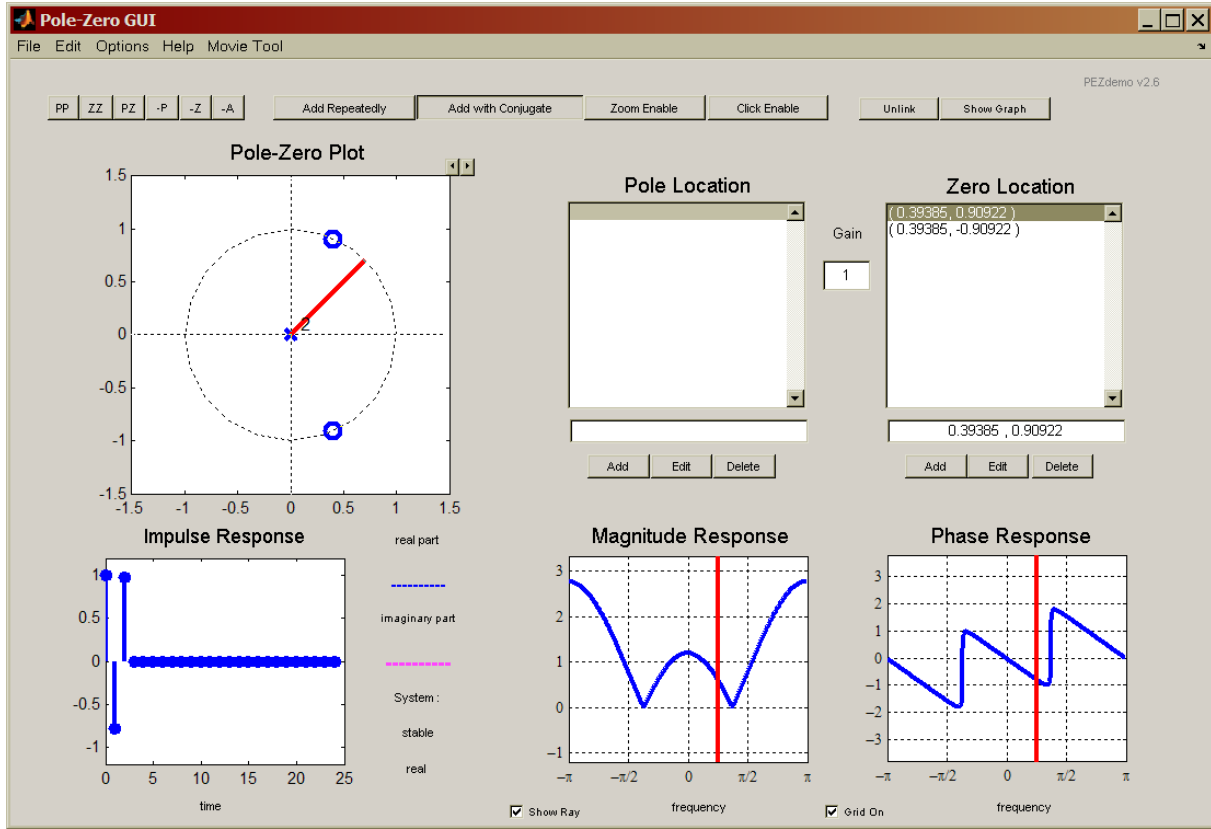 Pole-Zero GUI
File Edit Options Help Movie Tool
PEZdemo v2.6
PP ZZ PZ -P -Z -A Add Repeatedly Add with Conjugate Zoom Enable Click Enable Unlink Show Graph
Pole-Zero Plot
1.5
1
0.5
0
-0.5
-1
-1.5
-1.5 -1 -0.5 0 0.5 1 1.5
2
Pole Location
Add Edit Delete
Gain
1
Zero Location
( 0.39385, 0.90922 )
( 0.39385, -0.90922 )
0.39385 , 0.90922
Add Edit Delete
Impulse Response
1
0.5
0
-0.5
-1
0 5 10 15 20 25
time
real part
imaginary part
System :
stable
real
Magnitude Response
3
2
1
0
−1
−π −π/2 0 π/2 π
frequency
Show Ray
Phase Response
3
2
1
0
−1
−2
−3
−π −π/2 0 π/2 π
frequency
Grid On